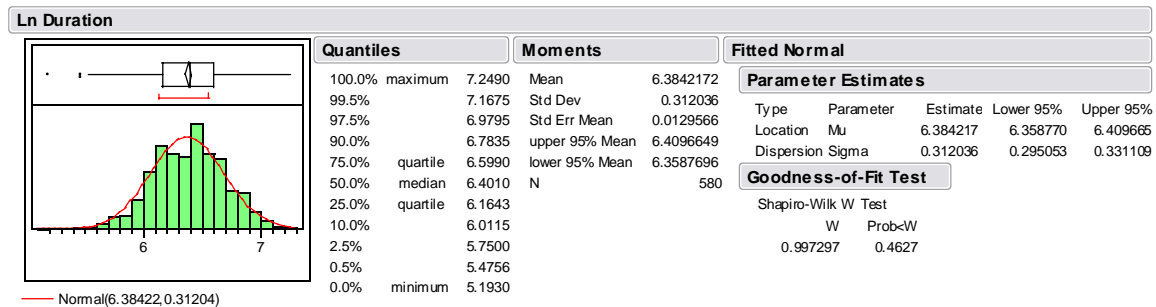 Ln Duration
Quantiles
100.0% maximum 7.2490
99.5% 7.1675
97.5% 6.9795
90.0% 6.7835
75.0% quartile 6.5990
50.0% median 6.4010
25.0% quartile 6.1643
10.0% 6.0115
2.5% 5.7500
0.5% 5.4756
0.0% minimum 5.1930
Moments
Mean 6.3842172
Std Dev 0.312036
Std Err Mean 0.0129566
upper 95% Mean 6.4096649
lower 95% Mean 6.3587696
N 580
Fitted Normal
Parameter Estimates
Type Parameter Estimate Lower 95% Upper 95%
Location Mu 6.384217 6.358770 6.409665
Dispersion Sigma 0.312036 0.295053 0.331109
Goodness-of-Fit Test
Shapiro-Wilk W Test
W Prob<W
0.997297 0.4627
6 7
Normal(6.38422,0.31204)